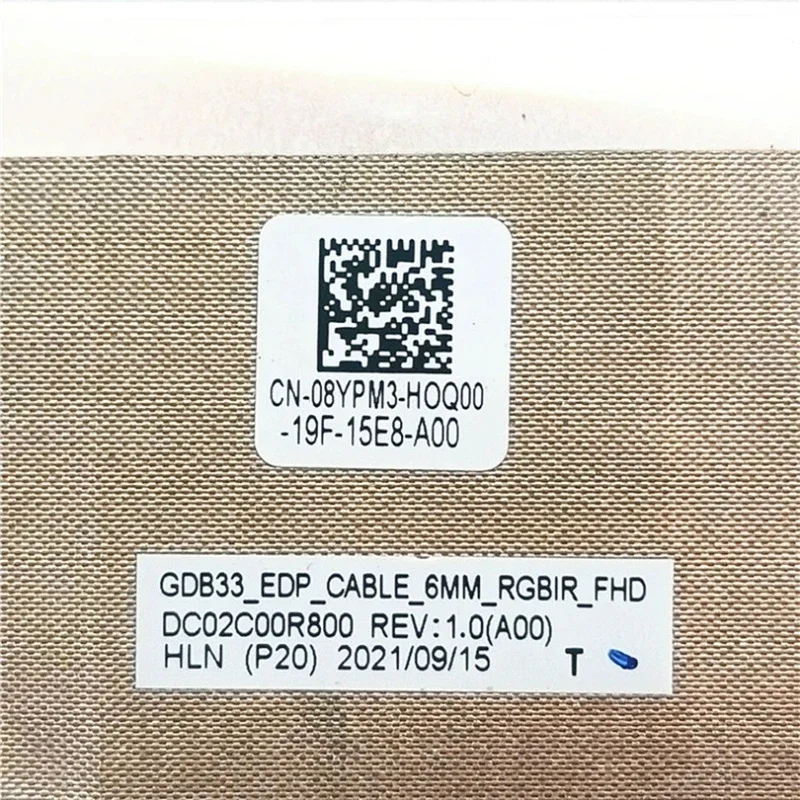 CN-08YPM3-HOQ00
-19F-15E8-A00
GDB33_EDP_CABLE_6MM_RGBIR_FHD
DC02C00R800 REV:1.0(A00)
HLN (P20) 2021/09/15 T